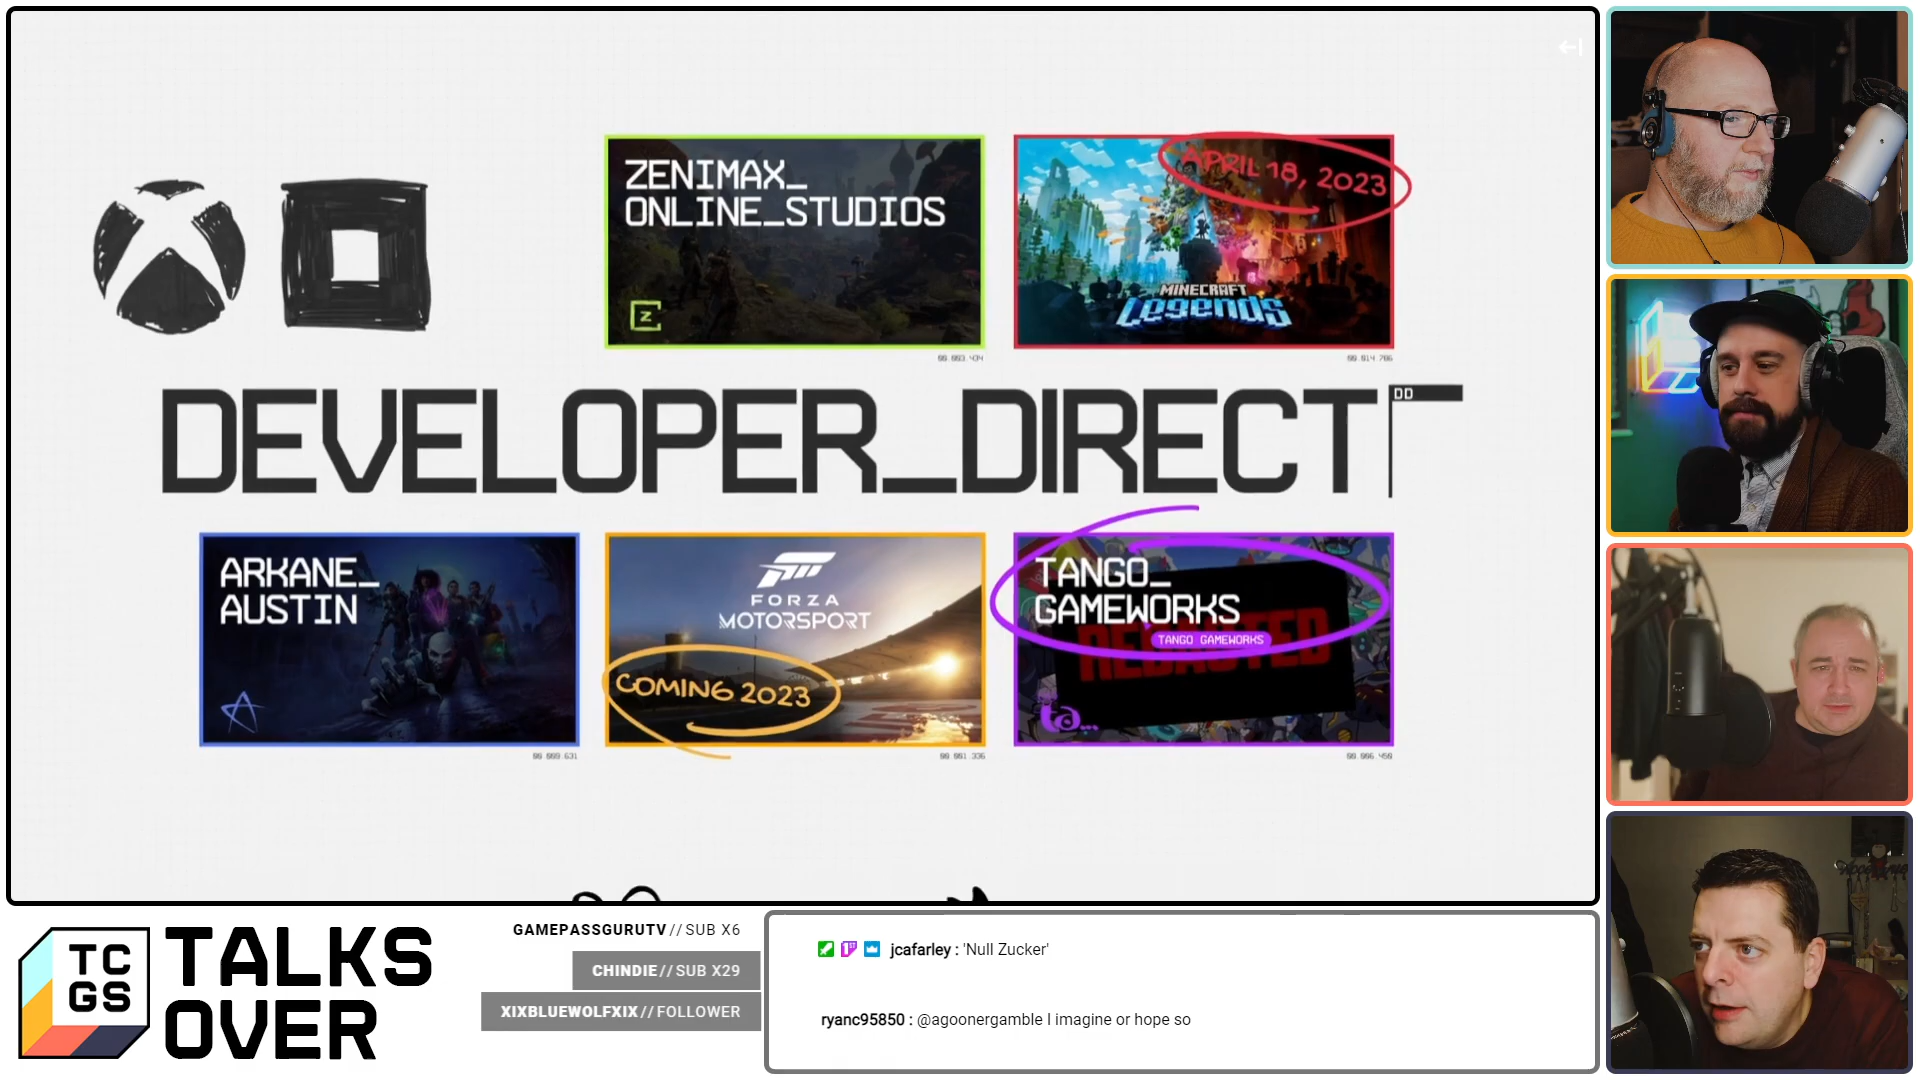 ZENIMAX_
ONLINE_STUDIOS
APRIL 18, 2023
MINECRAFT
Legends
DEVELOPER_DIRECT
DD
ARKANE_
AUSTIN
FORZA
MOTORSPORT
COMING 2023
TANGO_
GAMEWORKS
TANGO GAMEWORKS
REDACTED
TC
GS
TALKS
OVER
GAMEPASSGURUTV//SUB X6
CHINDIE//SUB X29
XIXBLUEWOLFXIX//FOLLOWER
jcafarley : 'Null Zucker'
ryanc95850 : @agoonergamble I imagine or hope so